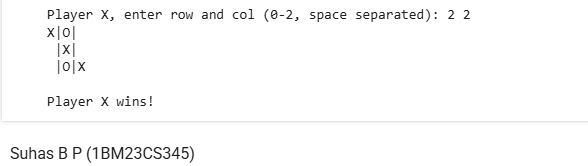 Player X, enter row and col (0-2, space separated): 2 2
X|O|
 |X|
 |O|X
Player X wins!
Suhas B P (1BM23CS345)